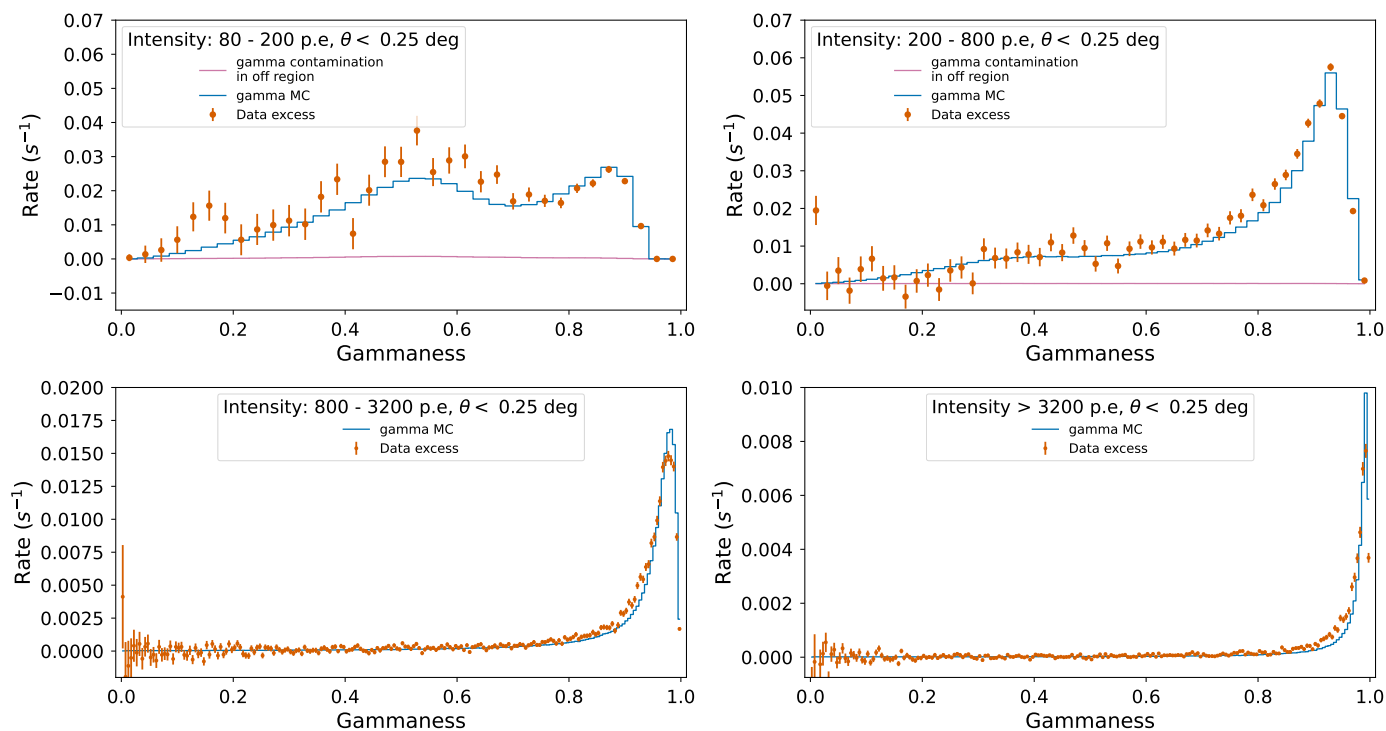 0.07
0.06
0.05
0.04
0.03
0.02
0.01
0.00
−0.01
Rate (s⁻¹)
Intensity: 80 - 200 p.e, θ < 0.25 deg
gamma contamination
in off region
gamma MC
Data excess
0.0 0.2 0.4 0.6 0.8 1.0
Gammaness
0.07
0.06
0.05
0.04
0.03
0.02
0.01
0.00
Rate (s⁻¹)
Intensity: 200 - 800 p.e, θ < 0.25 deg
gamma contamination
in off region
gamma MC
Data excess
0.0 0.2 0.4 0.6 0.8 1.0
Gammaness
0.0200
0.0175
0.0150
0.0125
0.0100
0.0075
0.0050
0.0025
0.0000
Rate (s⁻¹)
Intensity: 800 - 3200 p.e, θ < 0.25 deg
gamma MC
Data excess
0.0 0.2 0.4 0.6 0.8 1.0
Gammaness
0.010
0.008
0.006
0.004
0.002
0.000
Rate (s⁻¹)
Intensity > 3200 p.e, θ < 0.25 deg
gamma MC
Data excess
0.0 0.2 0.4 0.6 0.8 1.0
Gammaness